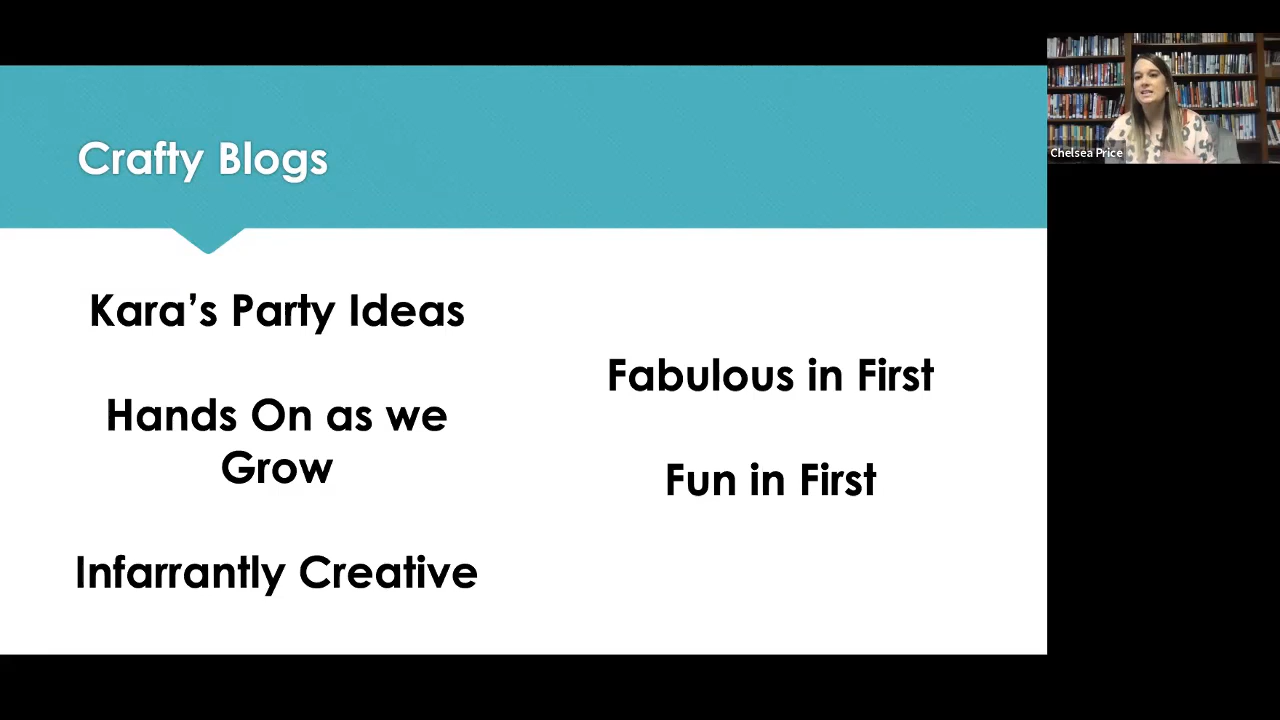 Crafty Blogs
Kara’s Party Ideas
Hands On as we
Grow
Infarrantly Creative
Fabulous in First
Fun in First
Chelsea Price